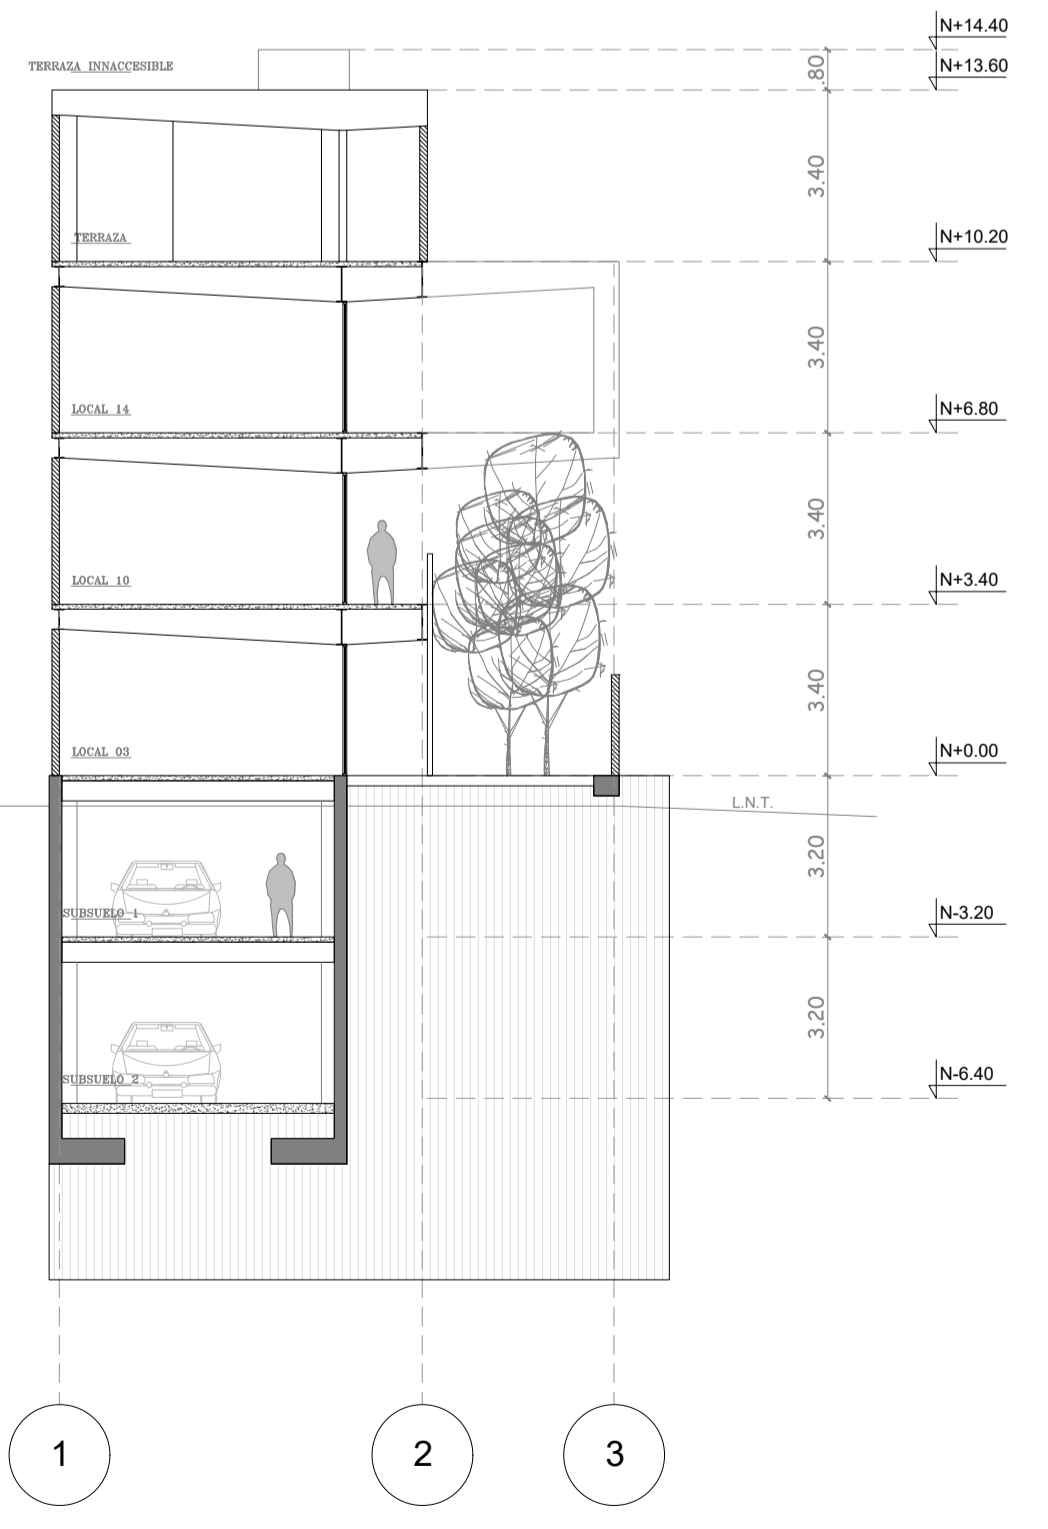 N+14.40
TERRAZA INNACCESIBLE
.80
N+13.60
3.40
TERRAZA
N+10.20
3.40
LOCAL 14
N+6.80
3.40
LOCAL 10
N+3.40
3.40
LOCAL 03
N+0.00
L.N.T.
3.20
SUBSUELO 1
N-3.20
3.20
SUBSUELO 2
N-6.40
1
2
3